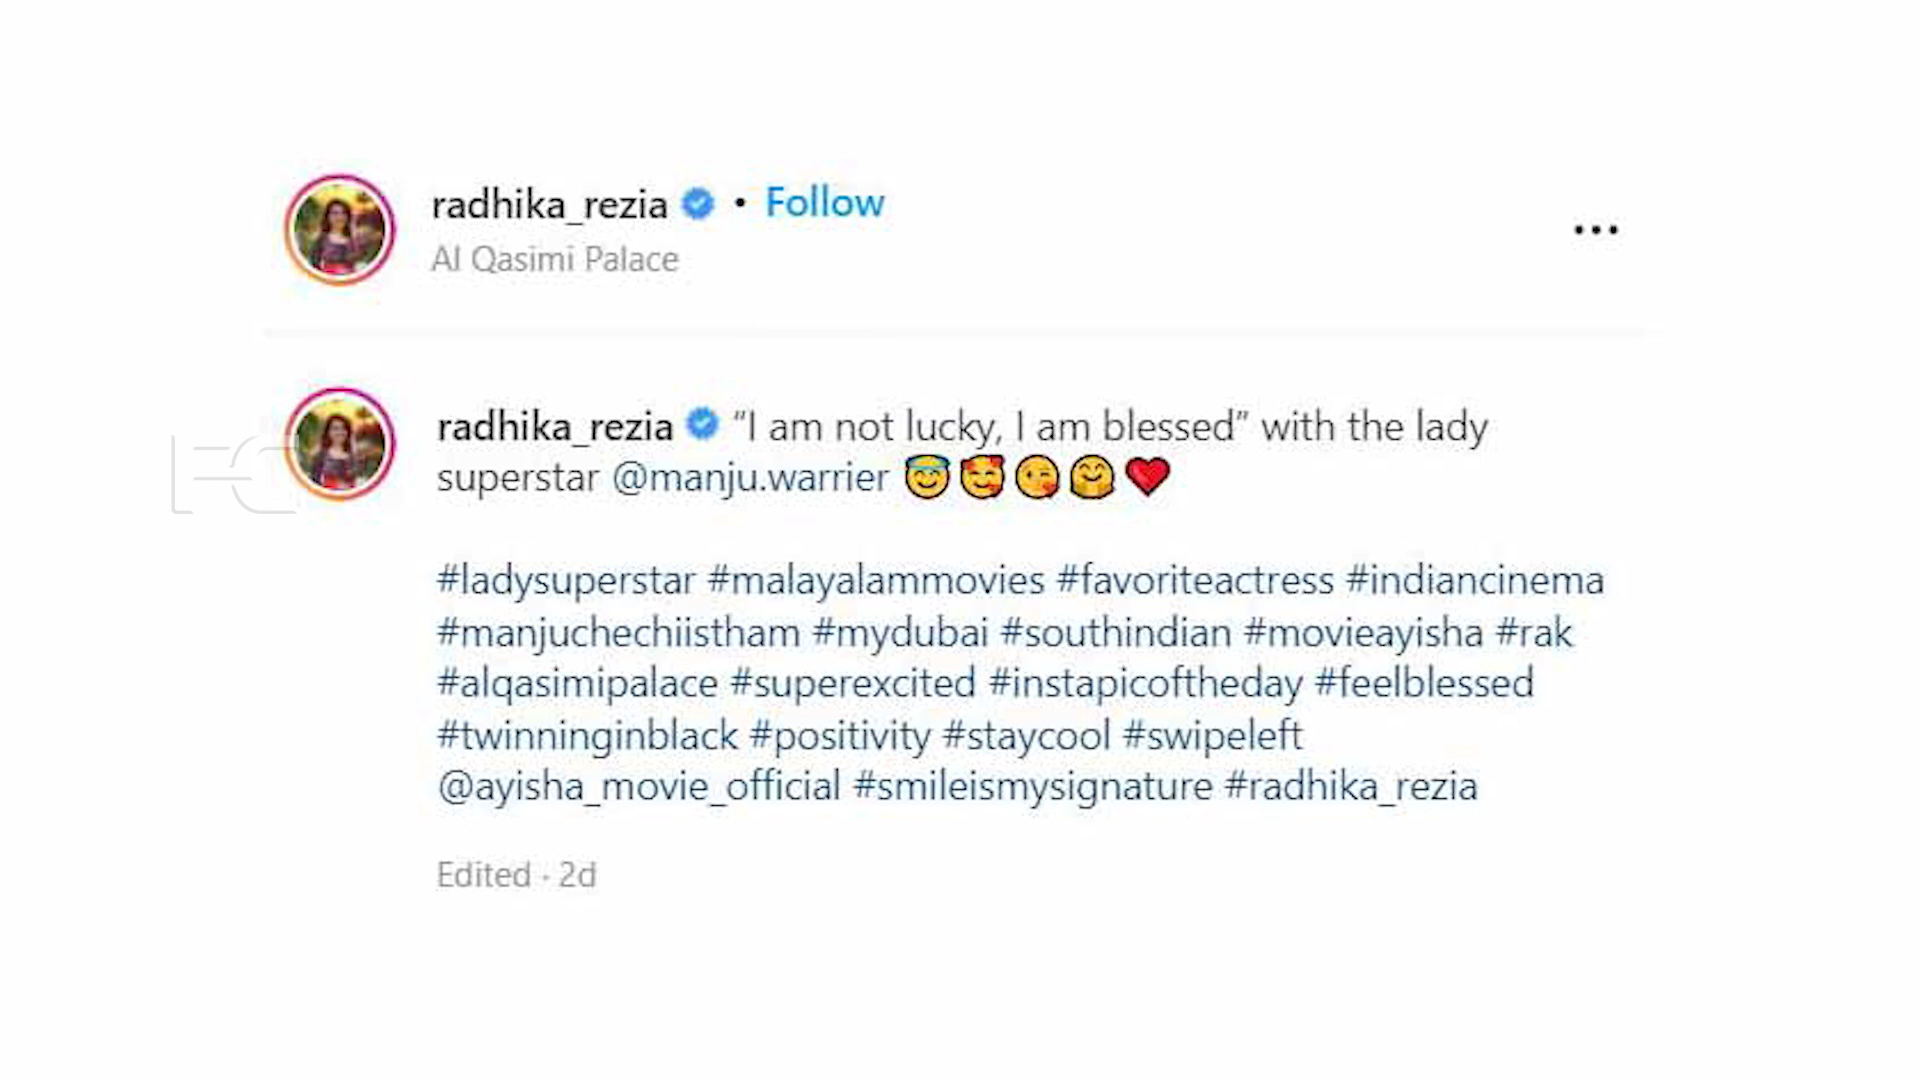 radhika_rezia • Follow
Al Qasimi Palace
radhika_rezia “I am not lucky, I am blessed” with the lady
superstar @manju.warrier 😇🥰😘🤗❤️
#ladysuperstar #malayalammovies #favoriteactress #indiancinema
#manjuchechiistham #mydubai #southindian #movieayisha #rak
#alqasimipalace #superexcited #instapicoftheday #feelblessed
#twinninginblack #positivity #staycool #swipeleft
@ayisha_movie_official #smileismysignature #radhika_rezia
Edited · 2d